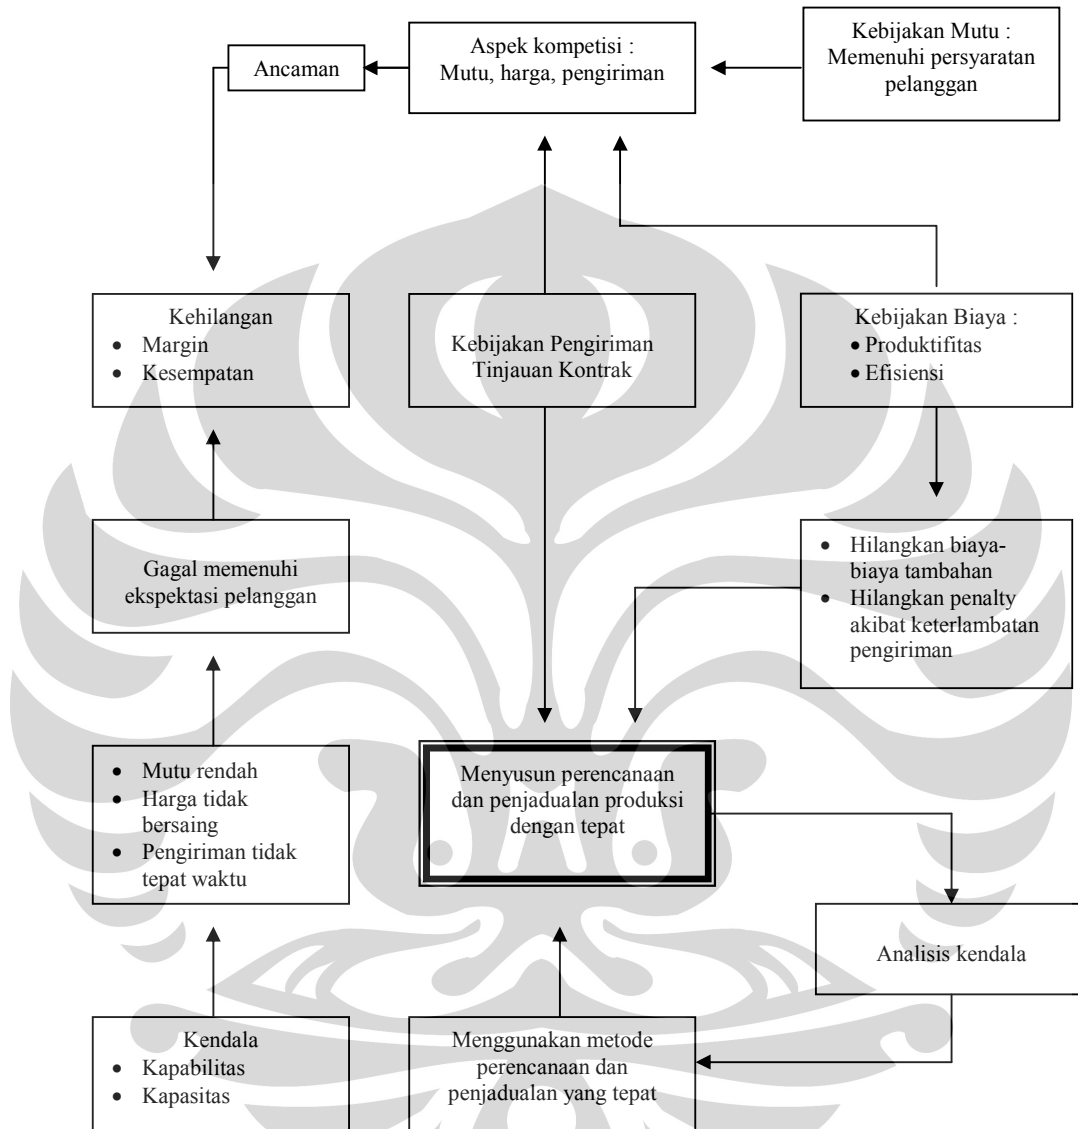 Ancaman
Aspek kompetisi :
Mutu, harga, pengiriman
Kebijakan Mutu :
Memenuhi persyaratan
pelanggan
Kehilangan
• Margin
• Kesempatan
Kebijakan Pengiriman
Tinjauan Kontrak
Kebijakan Biaya :
• Produktifitas
• Efisiensi
Gagal memenuhi
ekspektasi pelanggan
• Hilangkan biaya-
biaya tambahan
• Hilangkan penalty
akibat keterlambatan
pengiriman
• Mutu rendah
• Harga tidak
bersaing
• Pengiriman tidak
tepat waktu
Menyusun perencanaan
dan penjadualan produksi
dengan tepat
Analisis kendala
Kendala
• Kapabilitas
• Kapasitas
Menggunakan metode
perencanaan dan
penjadualan yang tepat